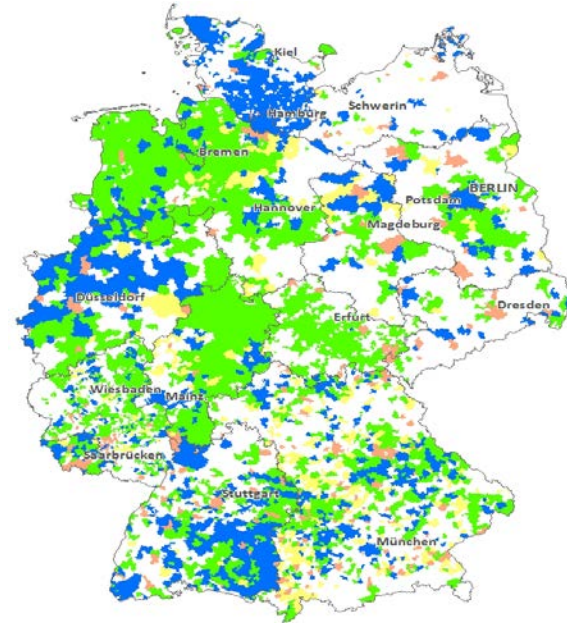 Kiel
Schwerin
Hamburg
Bremen
BERLIN
Potsdam
Hannover
Magdeburg
Düsseldorf
Dresden
Erfurt
Wiesbaden
Mainz
Saarbrücken
Stuttgart
München